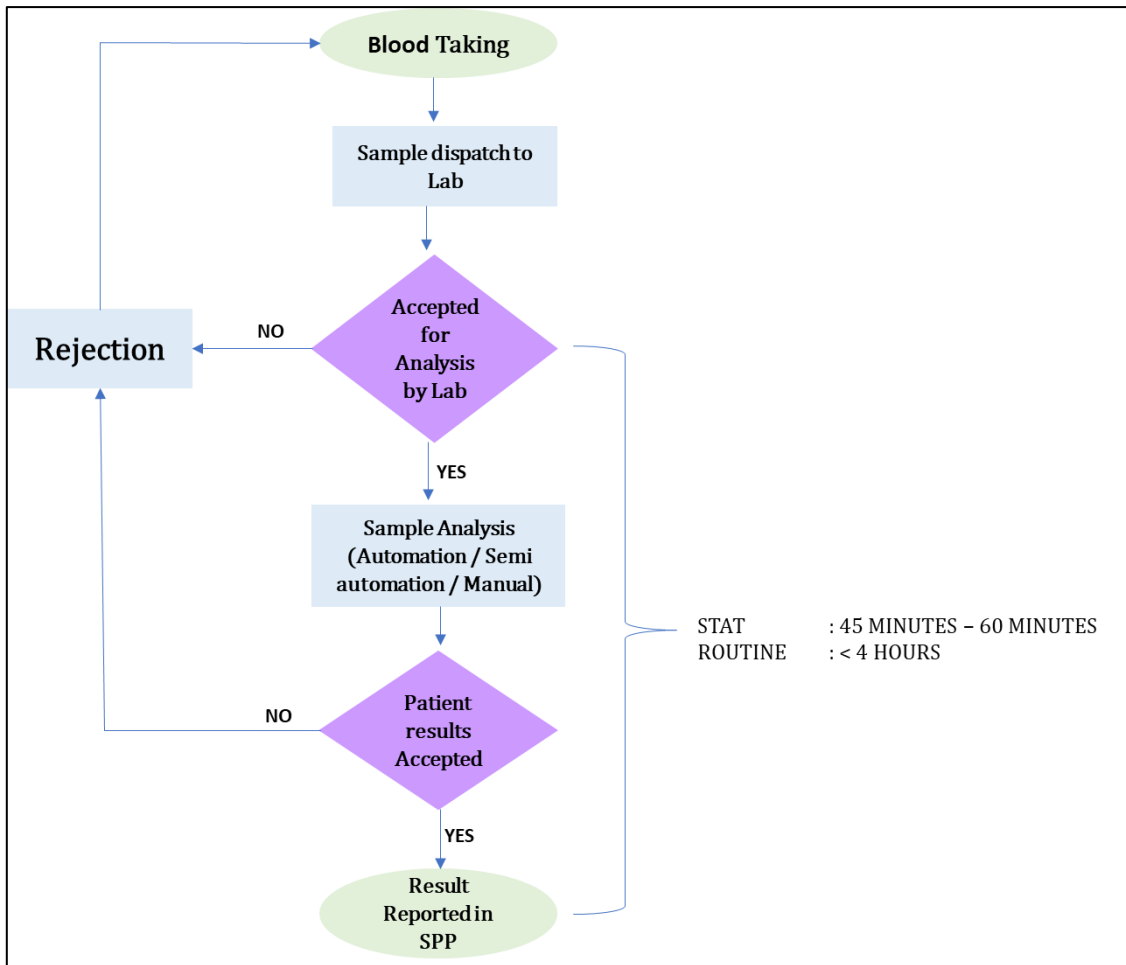 Blood Taking
Sample dispatch to
Lab
Accepted
for
Analysis
by Lab
NO
Rejection
YES
Sample Analysis
(Automation / Semi
automation / Manual)
STAT : 45 MINUTES – 60 MINUTES
ROUTINE : < 4 HOURS
Patient
results
Accepted
NO
YES
Result
Reported in
SPP